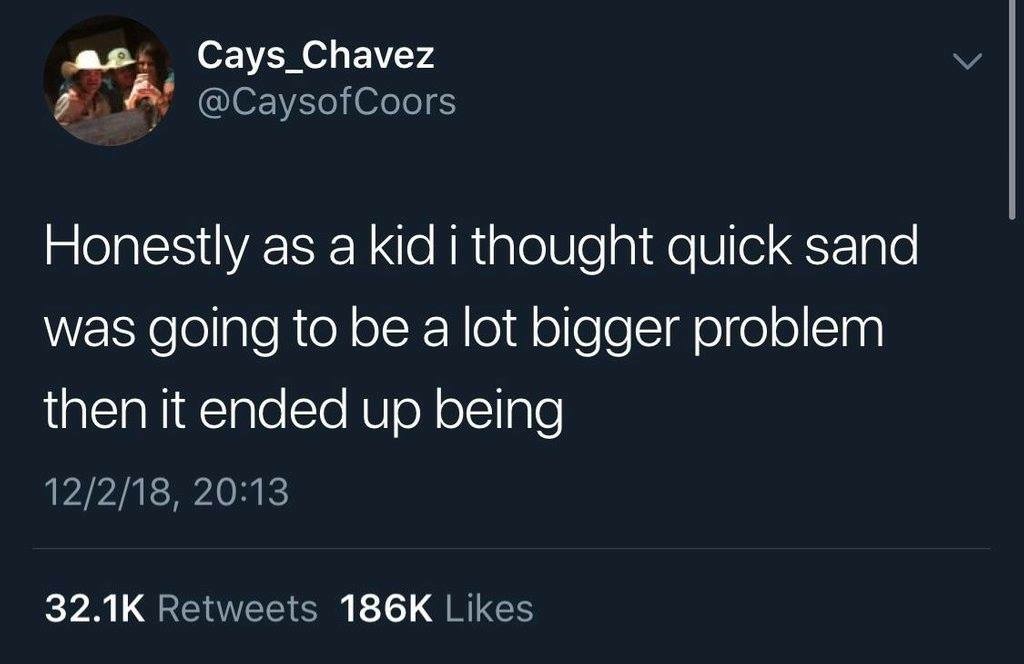 Cays_Chavez
@CaysofCoors
Honestly as a kid i thought quick sand
was going to be a lot bigger problem
then it ended up being
12/2/18, 20:13
32.1K Retweets 186K Likes